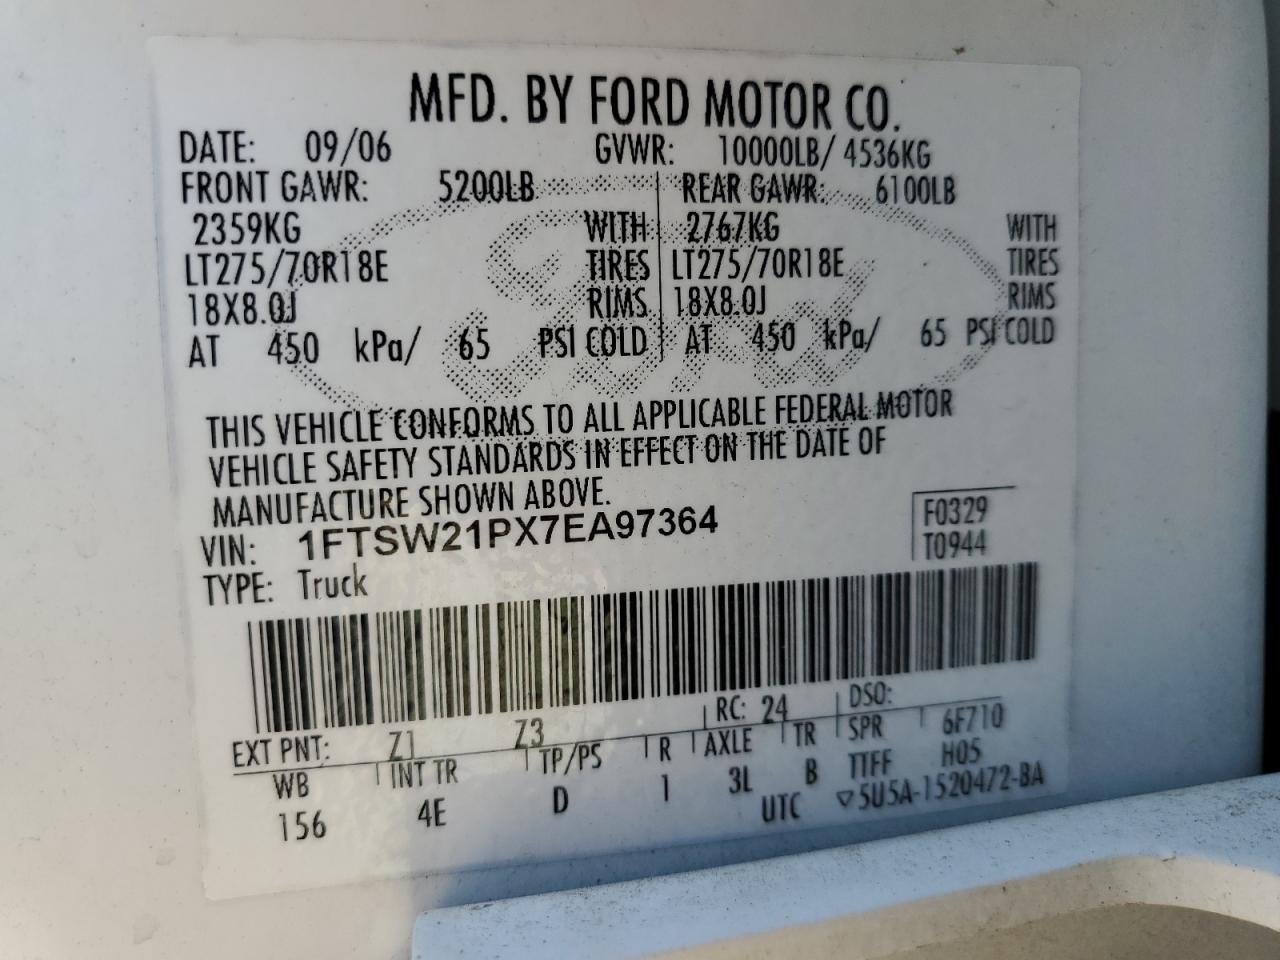 MFD. BY FORD MOTOR CO.
DATE: 09/06 GVWR: 10000LB/ 4536KG
FRONT GAWR: 5200LB REAR GAWR: 6100LB
2359KG WITH 2767KG WITH
LT275/70R18E TIRES LT275/70R18E TIRES
18X8.0J RIMS 18X8.0J RIMS
AT 450 kPa/ 65 PSI COLD AT 450 kPa/ 65 PSI COLD
THIS VEHICLE CONFORMS TO ALL APPLICABLE FEDERAL MOTOR
VEHICLE SAFETY STANDARDS IN EFFECT ON THE DATE OF
MANUFACTURE SHOWN ABOVE.
VIN: 1FTSW21PX7EA97364 F0329
TYPE: Truck T0944
EXT PNT: Z1 Z3 RC: 24 DSO:
WB INT TR TP/PS R AXLE TR SPR 6F710
156 4E D 1 3L B TTFF H05
UTC ▽5U5A-1520472-BA
Ford